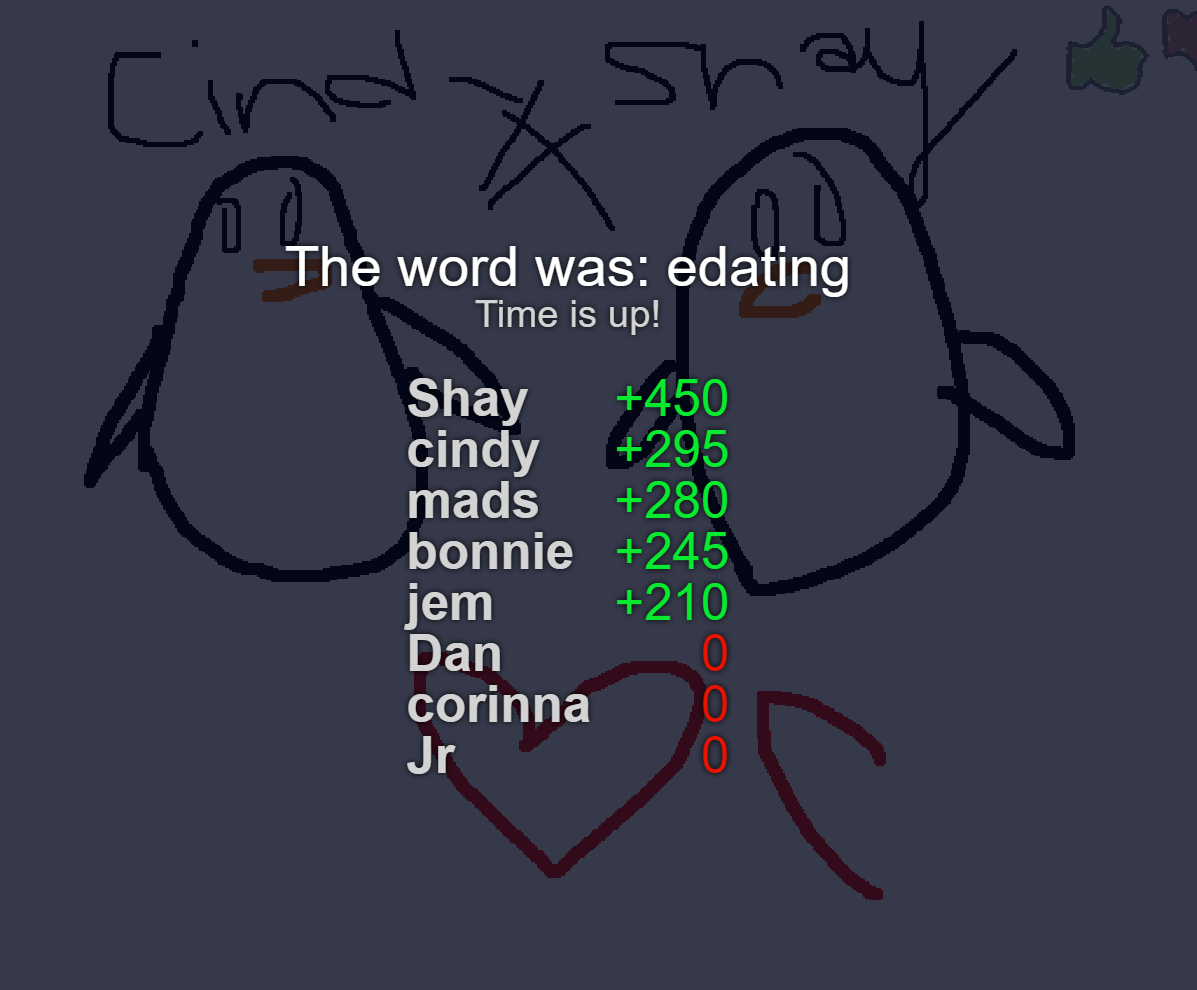 Cindy Shay
The word was: edating
Time is up!
Shay +450
cindy +295
mads +280
bonnie +245
jem +210
Dan 0
corinna 0
Jr 0